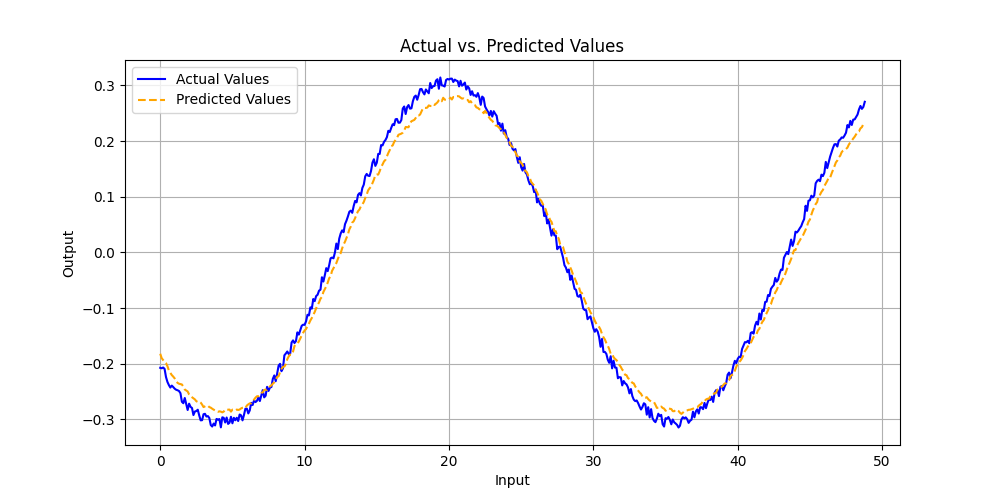 Actual vs. Predicted Values
Actual Values
Predicted Values
0.3
0.2
0.1
0.0
−0.1
−0.2
−0.3
Output
0 10 20 30 40 50
Input